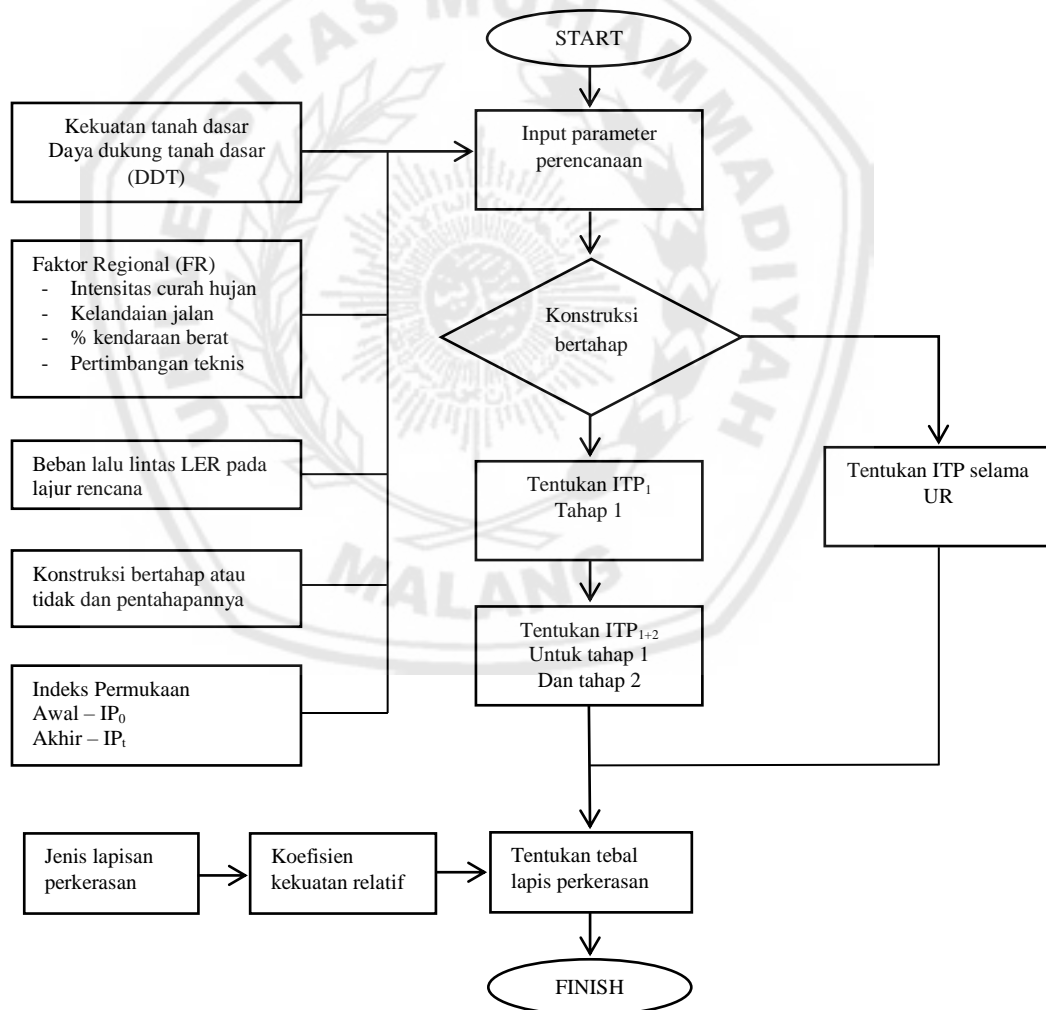 UNIVERSITAS MUHAMMADIYAH
MALANG
START
Kekuatan tanah dasar
Daya dukung tanah dasar
(DDT)
Input parameter
perencanaan
Faktor Regional (FR)
- Intensitas curah hujan
- Kelandaian jalan
- % kendaraan berat
- Pertimbangan teknis
Konstruksi
bertahap
Beban lalu lintas LER pada
lajur rencana
Tentukan ITP₁
Tahap 1
Tentukan ITP selama
UR
Konstruksi bertahap atau
tidak dan pentahapannya
Tentukan ITP₁₊₂
Untuk tahap 1
Dan tahap 2
Indeks Permukaan
Awal – IP₀
Akhir – IPₜ
Jenis lapisan
perkerasan
Koefisien
kekuatan relatif
Tentukan tebal
lapis perkerasan
FINISH